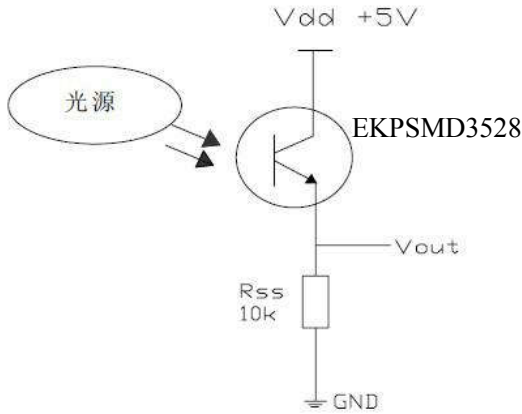 Vdd +5V
光源
EKPSMD3528
Vout
Rss
10k
GND